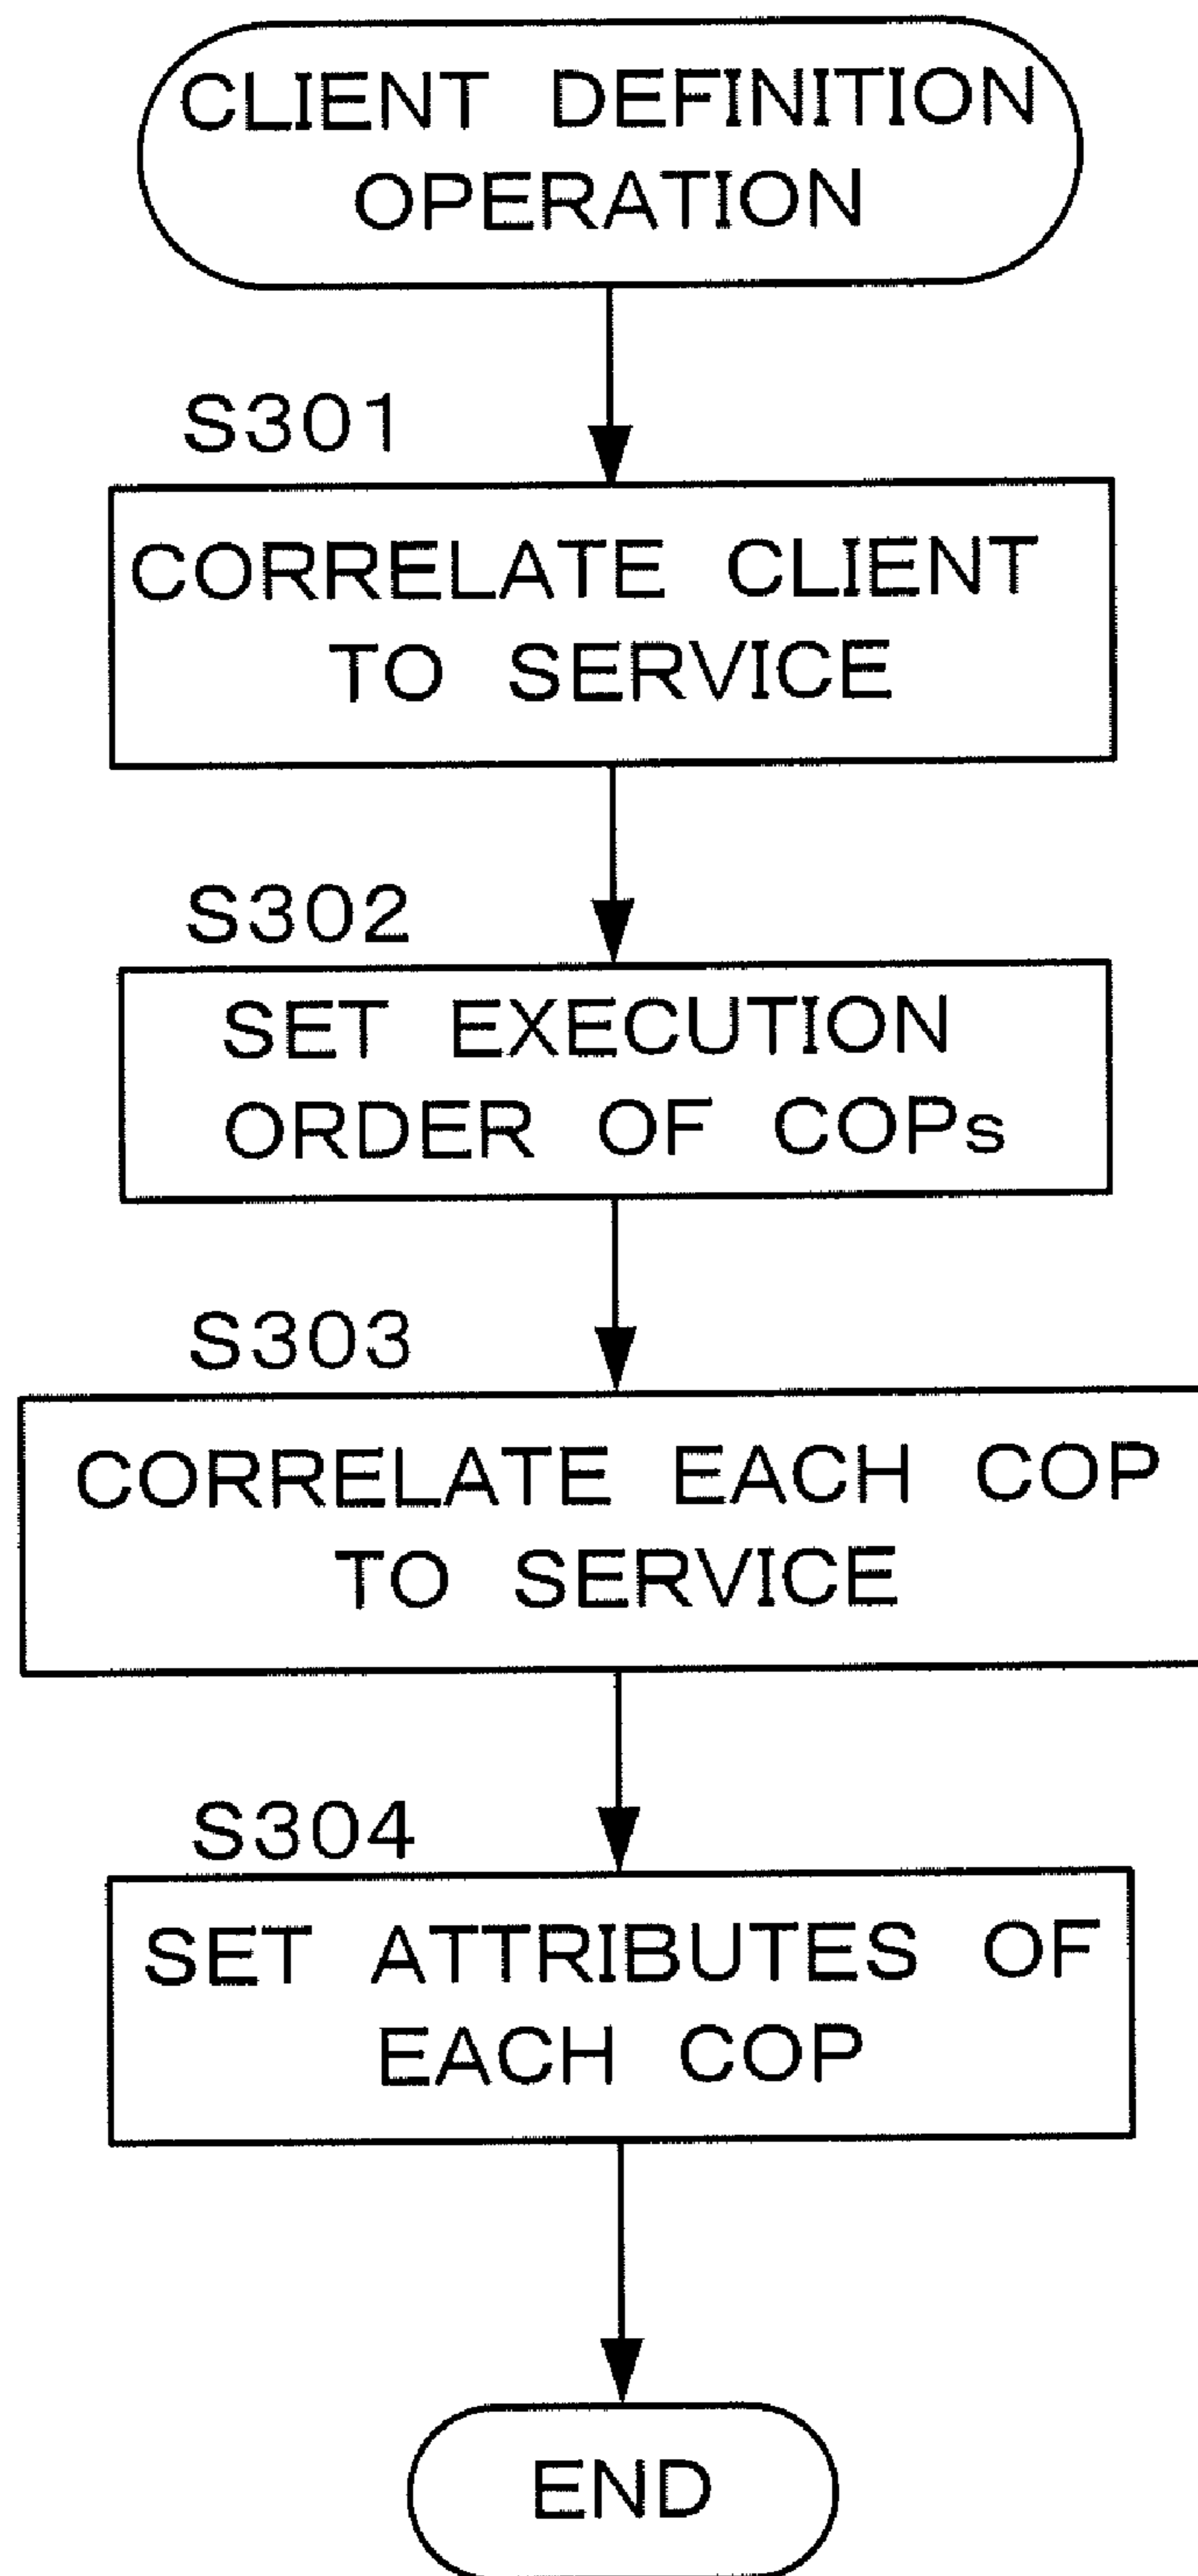 CLIENT DEFINITION
OPERATION
S301
CORRELATE CLIENT
TO SERVICE
S302
SET EXECUTION
ORDER OF COPs
S303
CORRELATE EACH COP
TO SERVICE
S304
SET ATTRIBUTES OF
EACH COP
END